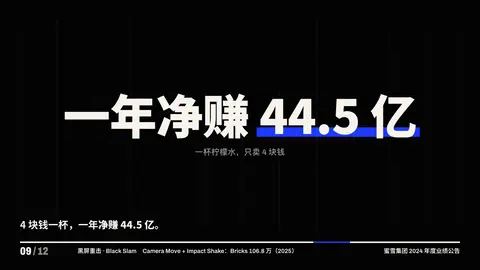 一年净赚 44.5 亿
一杯柠檬水，只卖 4 块钱
4 块钱一杯，一年净赚 44.5 亿。
09 / 12
黑屏重击 · Black Slam Camera Move + Impact Shake：Bricks 106.8 万（2025）
蜜雪集团 2024 年度业绩公告